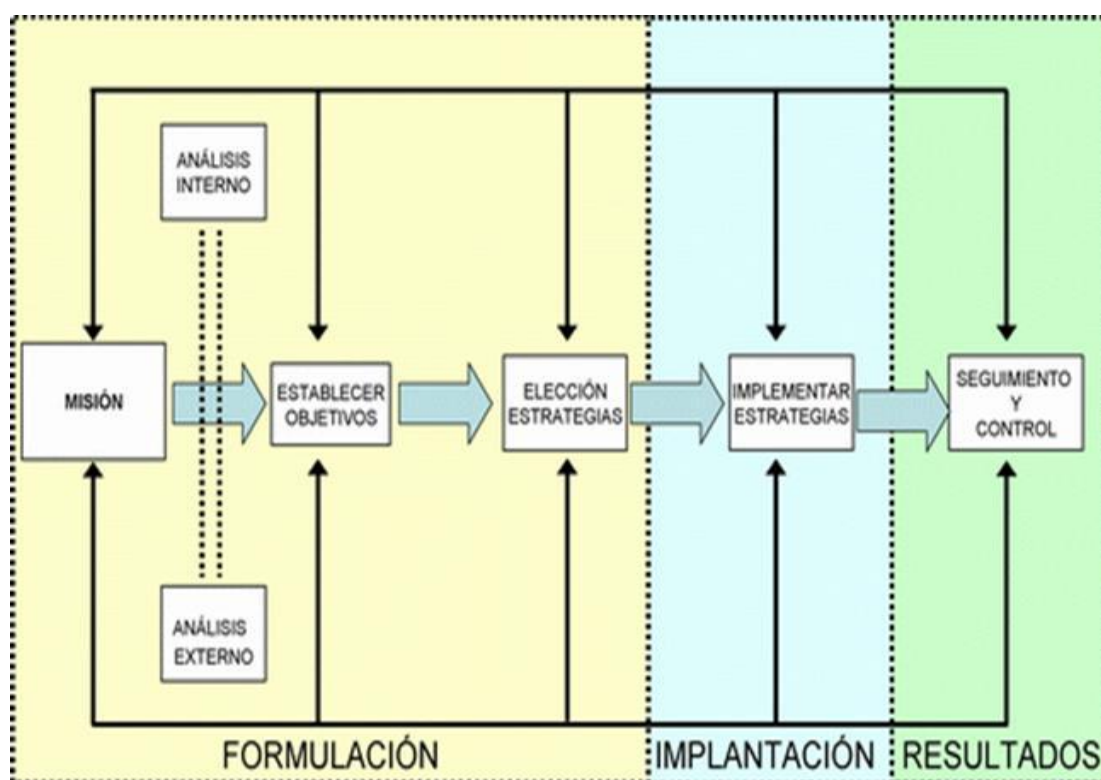 ANÁLISIS
INTERNO
MISIÓN
ESTABLECER
OBJETIVOS
ELECCIÓN
ESTRATEGIAS
IMPLEMENTAR
ESTRATEGIAS
SEGUIMIENTO
Y
CONTROL
ANÁLISIS
EXTERNO
FORMULACIÓN
IMPLANTACIÓN
RESULTADOS